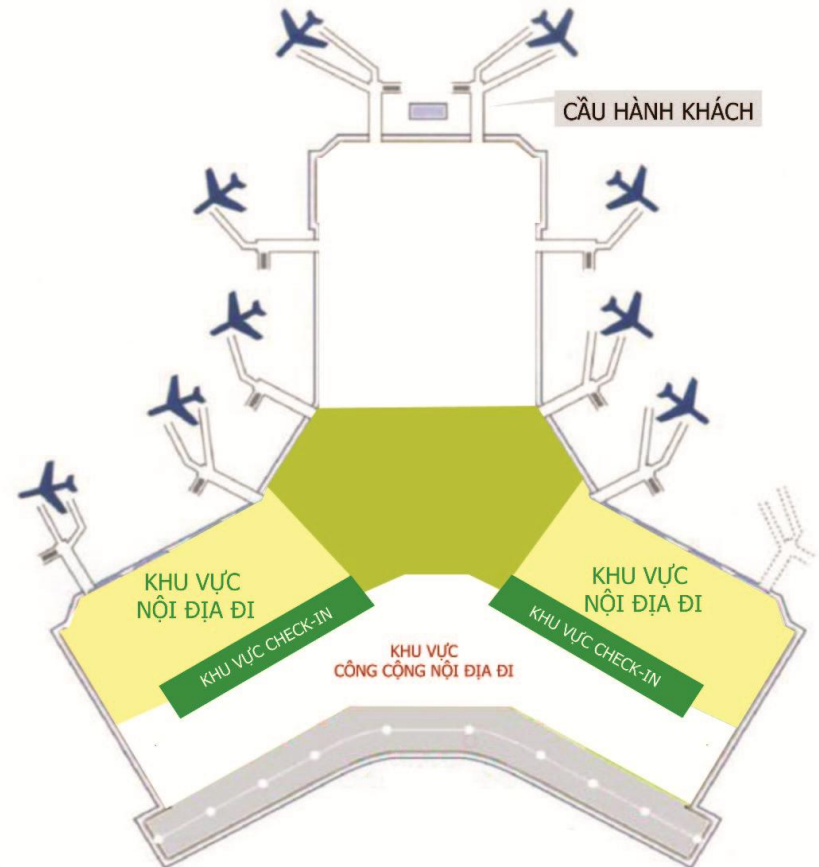 CẦU HÀNH KHÁCH
KHU VỰC
NỘI ĐỊA ĐI
KHU VỰC
NỘI ĐỊA ĐI
KHU VỰC CHECK-IN
KHU VỰC CHECK-IN
KHU VỰC
CÔNG CỘNG NỘI ĐỊA ĐI